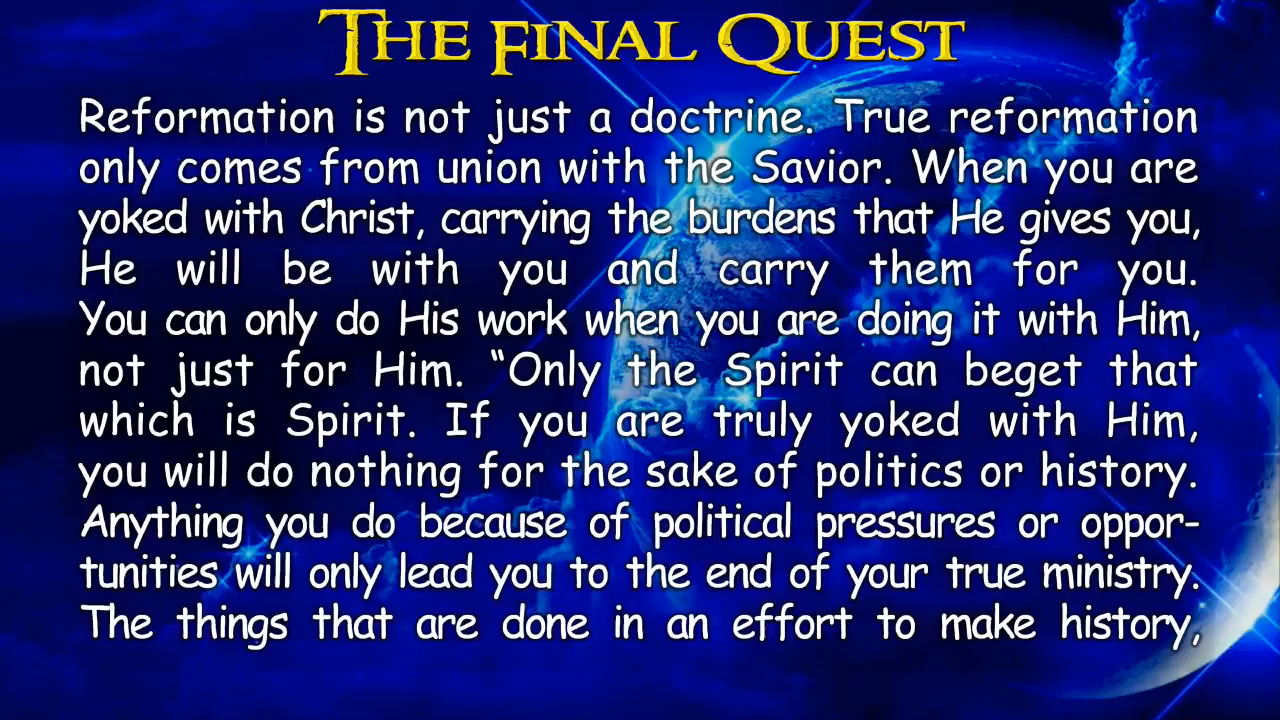 The Final Quest
Reformation is not just a doctrine. True reformation
only comes from union with the Savior. When you are
yoked with Christ, carrying the burdens that He gives you,
He will be with you and carry them for you.
You can only do His work when you are doing it with Him,
not just for Him. “Only the Spirit can beget that
which is Spirit. If you are truly yoked with Him,
you will do nothing for the sake of politics or history.
Anything you do because of political pressures or oppor-
tunities will only lead you to the end of your true ministry.
The things that are done in an effort to make history,